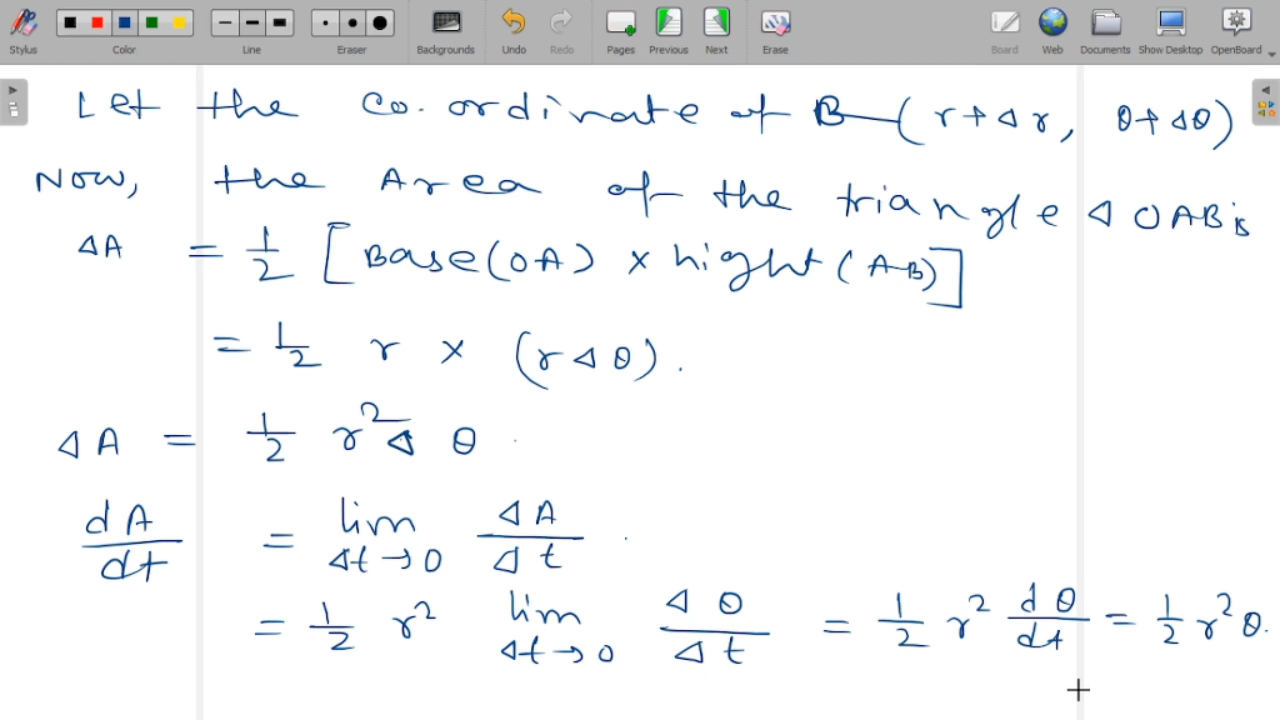 Stylus Color Line Eraser Backgrounds Undo Redo Pages Previous Next Erase Board Web Documents Show Desktop OpenBoard
Let the Co. ordinate of B (r+Δr, θ+Δθ)
Now, the Area of the triangle Δ OAB is
ΔA = 1/2 [Base(OA) × hight(AB)]
= 1/2 r × (rΔθ).
ΔA = 1/2 r²Δ θ
dA/dt = lim Δt→0 ΔA/Δt
= 1/2 r² lim Δt→0 Δθ/Δt = 1/2 r² dθ/dt = 1/2 r²θ.